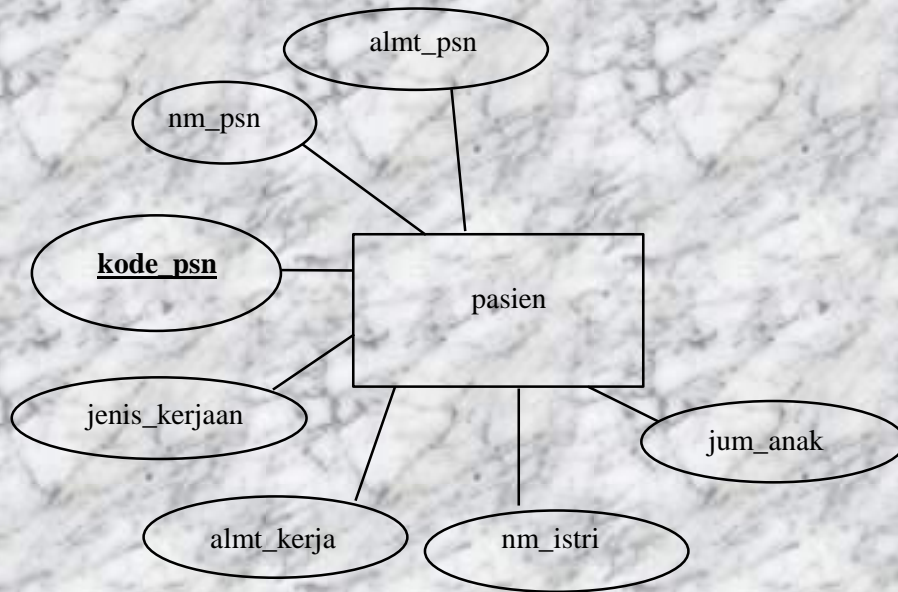 almt_psn
nm_psn
kode_psn
pasien
jenis_kerjaan
jum_anak
almt_kerja
nm_istri